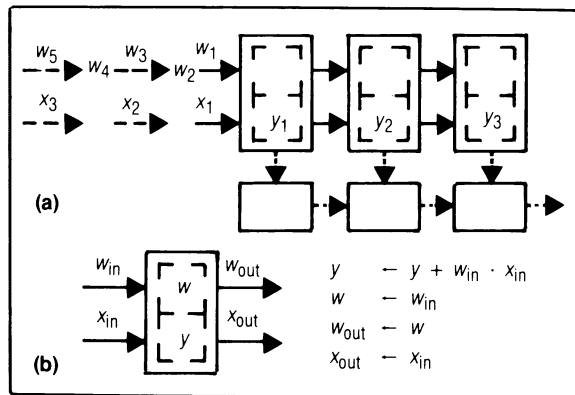 w₅ w₄ w₃ w₂ w₁
x₃ x₂ x₁ y₁ y₂ y₃
(a)
w_in w w_out y ← y + w_in · x_in
w ← w_in
x_in y x_out w_out ← w
(b) x_out ← x_in